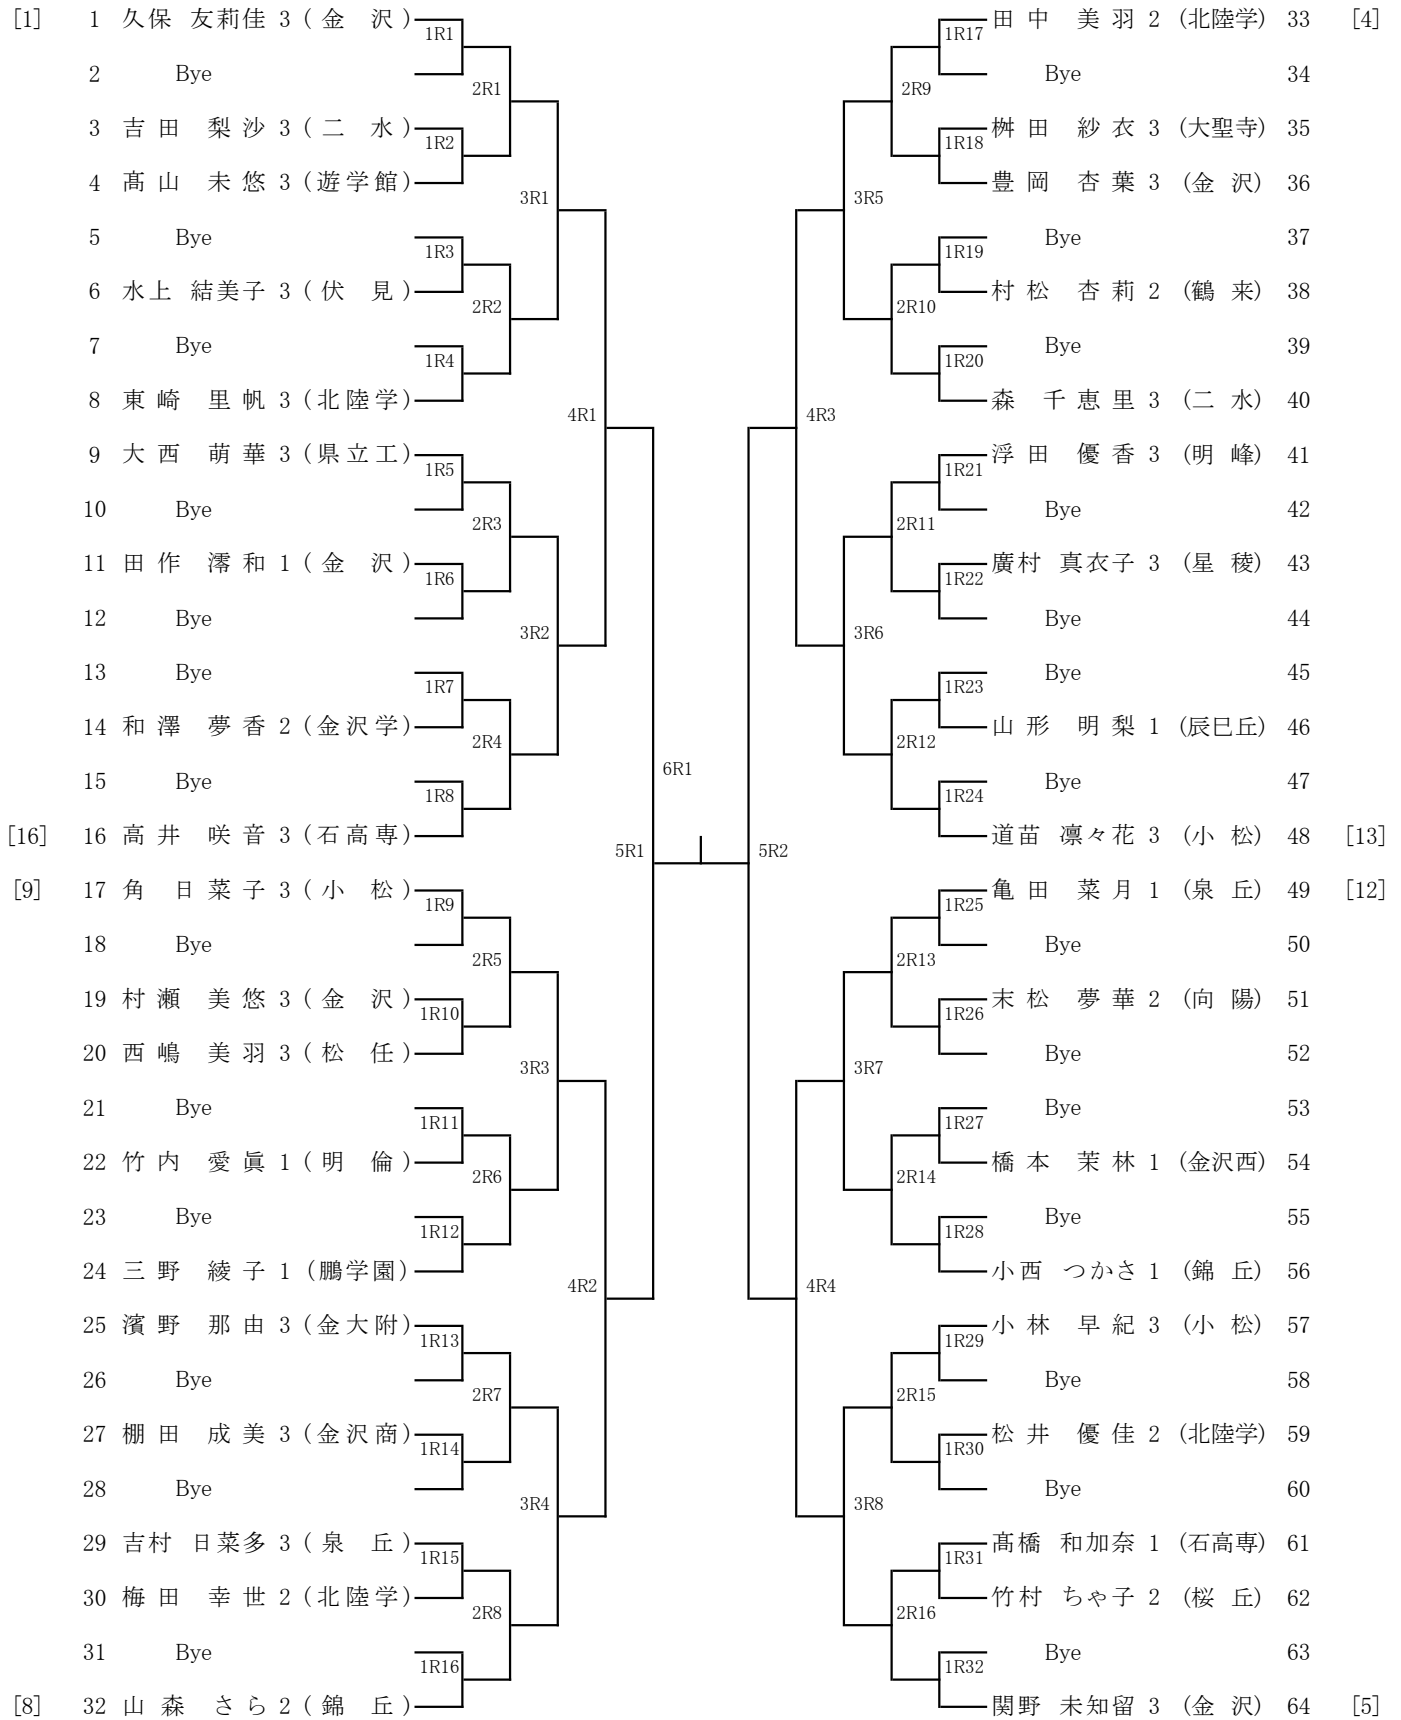 [1] 1 久保 友莉佳 3 ( 金 沢 )
1R1
2 Bye
2R1
3 吉田 梨沙 3 ( 二 水 )
1R2
4 髙山 未悠 3 (遊学館)
3R1
5 Bye
1R3
6 水上 結美子 3 ( 伏 見 )
2R2
7 Bye
1R4
8 東崎 里帆 3 (北陸学)
4R1
9 大西 萌華 3 (県立工)
1R5
10 Bye
2R3
11 田作 澪和 1 ( 金 沢 )
1R6
12 Bye
3R2
13 Bye
1R7
14 和澤 夢香 2 (金沢学)
2R4
15 Bye
1R8
[16] 16 高井 咲音 3 (石高専)
5R1
[9] 17 角 日菜子 3 ( 小 松 )
1R9
18 Bye
2R5
19 村瀬 美悠 3 ( 金 沢 )
1R10
20 西嶋 美羽 3 ( 松 任 )
3R3
21 Bye
1R11
22 竹内 愛眞 1 ( 明 倫 )
2R6
23 Bye
1R12
24 三野 綾子 1 (鵬学園)
4R2
25 濱野 那由 3 (金大附)
1R13
26 Bye
2R7
27 棚田 成美 3 (金沢商)
1R14
28 Bye
3R4
29 吉村 日菜多 3 ( 泉 丘 )
1R15
30 梅田 幸世 2 (北陸学)
2R8
31 Bye
1R16
[8] 32 山森 さら 2 ( 錦 丘 )
6R1
田中 美羽 2 (北陸学) 33 [4]
1R17
Bye 34
2R9
桝田 紗衣 3 (大聖寺) 35
1R18
豊岡 杏葉 3 (金 沢) 36
3R5
Bye 37
1R19
村松 杏莉 2 (鶴 来) 38
2R10
Bye 39
1R20
森 千恵里 3 (二 水) 40
4R3
浮田 優香 3 (明 峰) 41
1R21
Bye 42
2R11
廣村 真衣子 3 (星 稜) 43
1R22
Bye 44
3R6
Bye 45
1R23
山形 明梨 1 (辰巳丘) 46
2R12
Bye 47
1R24
道苗 凛々花 3 (小 松) 48 [13]
5R2
亀田 菜月 1 (泉 丘) 49 [12]
1R25
Bye 50
2R13
末松 夢華 2 (向 陽) 51
1R26
Bye 52
3R7
Bye 53
1R27
橋本 茉林 1 (金沢西) 54
2R14
Bye 55
1R28
小西 つかさ 1 (錦 丘) 56
4R4
小林 早紀 3 (小 松) 57
1R29
Bye 58
2R15
松井 優佳 2 (北陸学) 59
1R30
Bye 60
3R8
髙橋 和加奈 1 (石高専) 61
1R31
竹村 ちゃ子 2 (桜 丘) 62
2R16
Bye 63
1R32
関野 未知留 3 (金 沢) 64 [5]